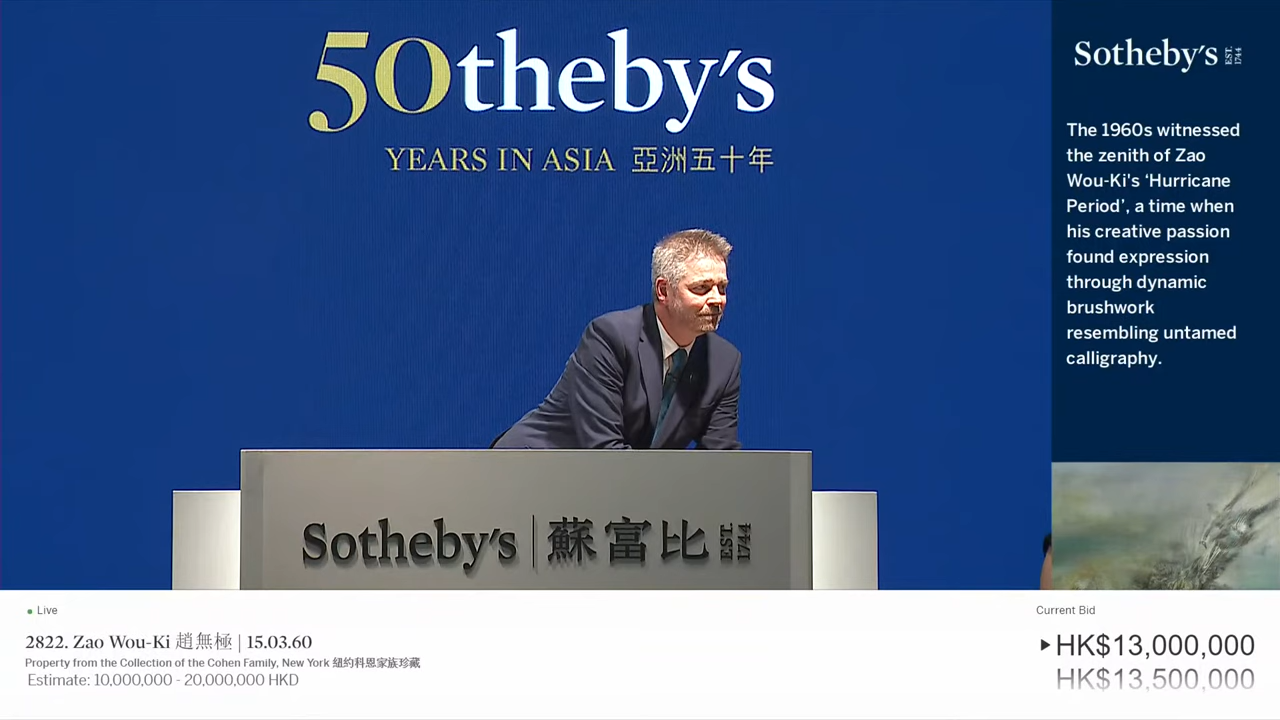 50theby's
YEARS IN ASIA 亞洲五十年
Sotheby's EST. 1744
The 1960s witnessed
the zenith of Zao
Wou-Ki's ‘Hurricane
Period’, a time when
his creative passion
found expression
through dynamic
brushwork
resembling untamed
calligraphy.
Sotheby's | 蘇富比 EST. 1744
Live
2822. Zao Wou-Ki 趙無極 | 15.03.60
Property from the Collection of the Cohen Family, New York 紐約科恩家族珍藏
Estimate: 10,000,000 - 20,000,000 HKD
Current Bid
HK$13,000,000
HK$13,500,000